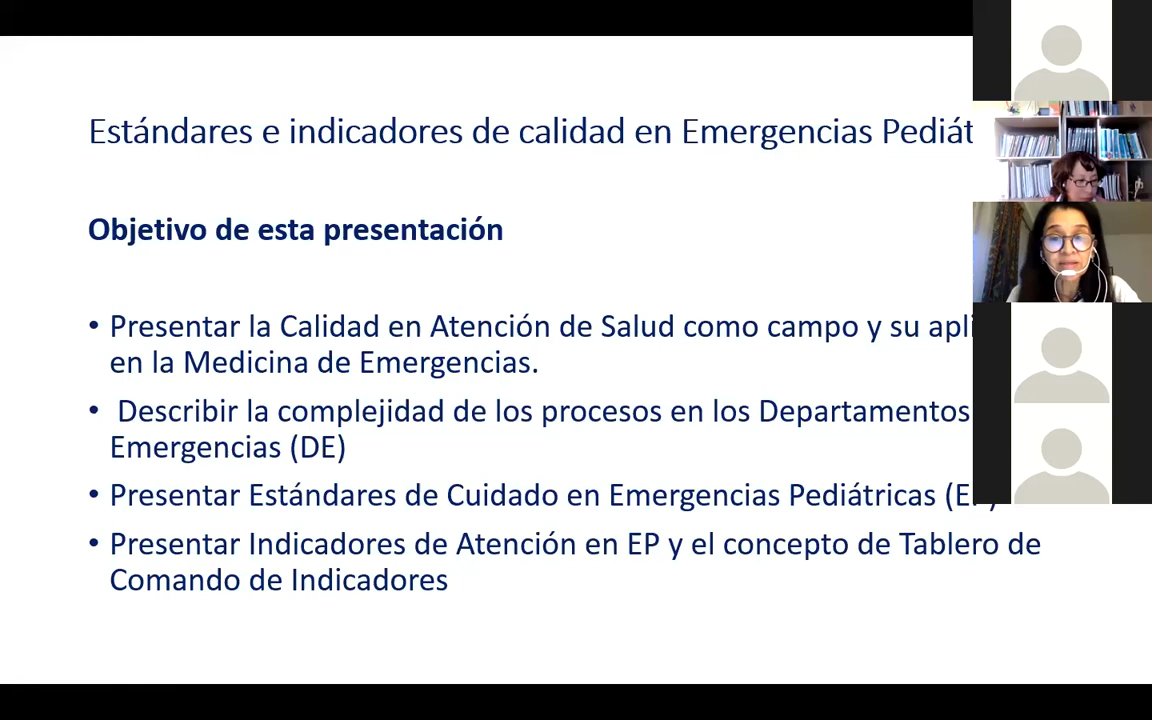 Estándares e indicadores de calidad en Emergencias
Objetivo de esta presentación
• Presentar la Calidad en Atención de Salud como campo y su
en la Medicina de Emergencias.
• Describir la complejidad de los procesos en los Departamentos
Emergencias (DE)
• Presentar Estándares de Cuidado en Emergencias Pediátricas
• Presentar Indicadores de Atención en EP y el concepto de Tablero de
Comando de Indicadores